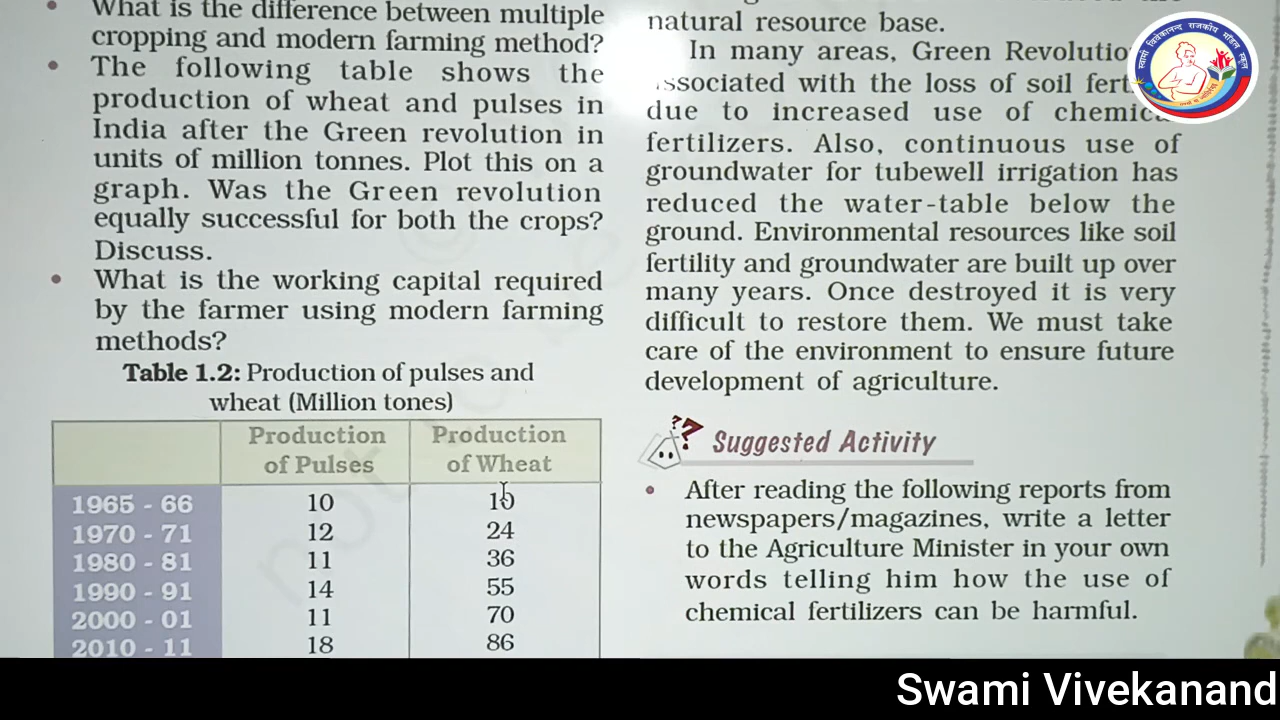 What is the difference between multiple
cropping and modern farming method?
• The following table shows the
production of wheat and pulses in
India after the Green revolution in
units of million tonnes. Plot this on a
graph. Was the Green revolution
equally successful for both the crops?
Discuss.
• What is the working capital required
by the farmer using modern farming
methods?
Table 1.2: Production of pulses and
wheat (Million tones)
Production of Pulses Production of Wheat
1965 - 66 10 10
1970 - 71 12 24
1980 - 81 11 36
1990 - 91 14 55
2000 - 01 11 70
2010 - 11 18 86
natural resource base.
In many areas, Green Revolution
associated with the loss of soil
due to increased use of
fertilizers. Also, continuous use of
groundwater for tubewell irrigation has
reduced the water-table below the
ground. Environmental resources like soil
fertility and groundwater are built up over
many years. Once destroyed it is very
difficult to restore them. We must take
care of the environment to ensure future
development of agriculture.
Suggested Activity
• After reading the following reports from
newspapers/magazines, write a letter
to the Agriculture Minister in your own
words telling him how the use of
chemical fertilizers can be harmful.
स्वामी विवेकानन्द राजकीय मॉडल स्कूल
Swami Vivekanand